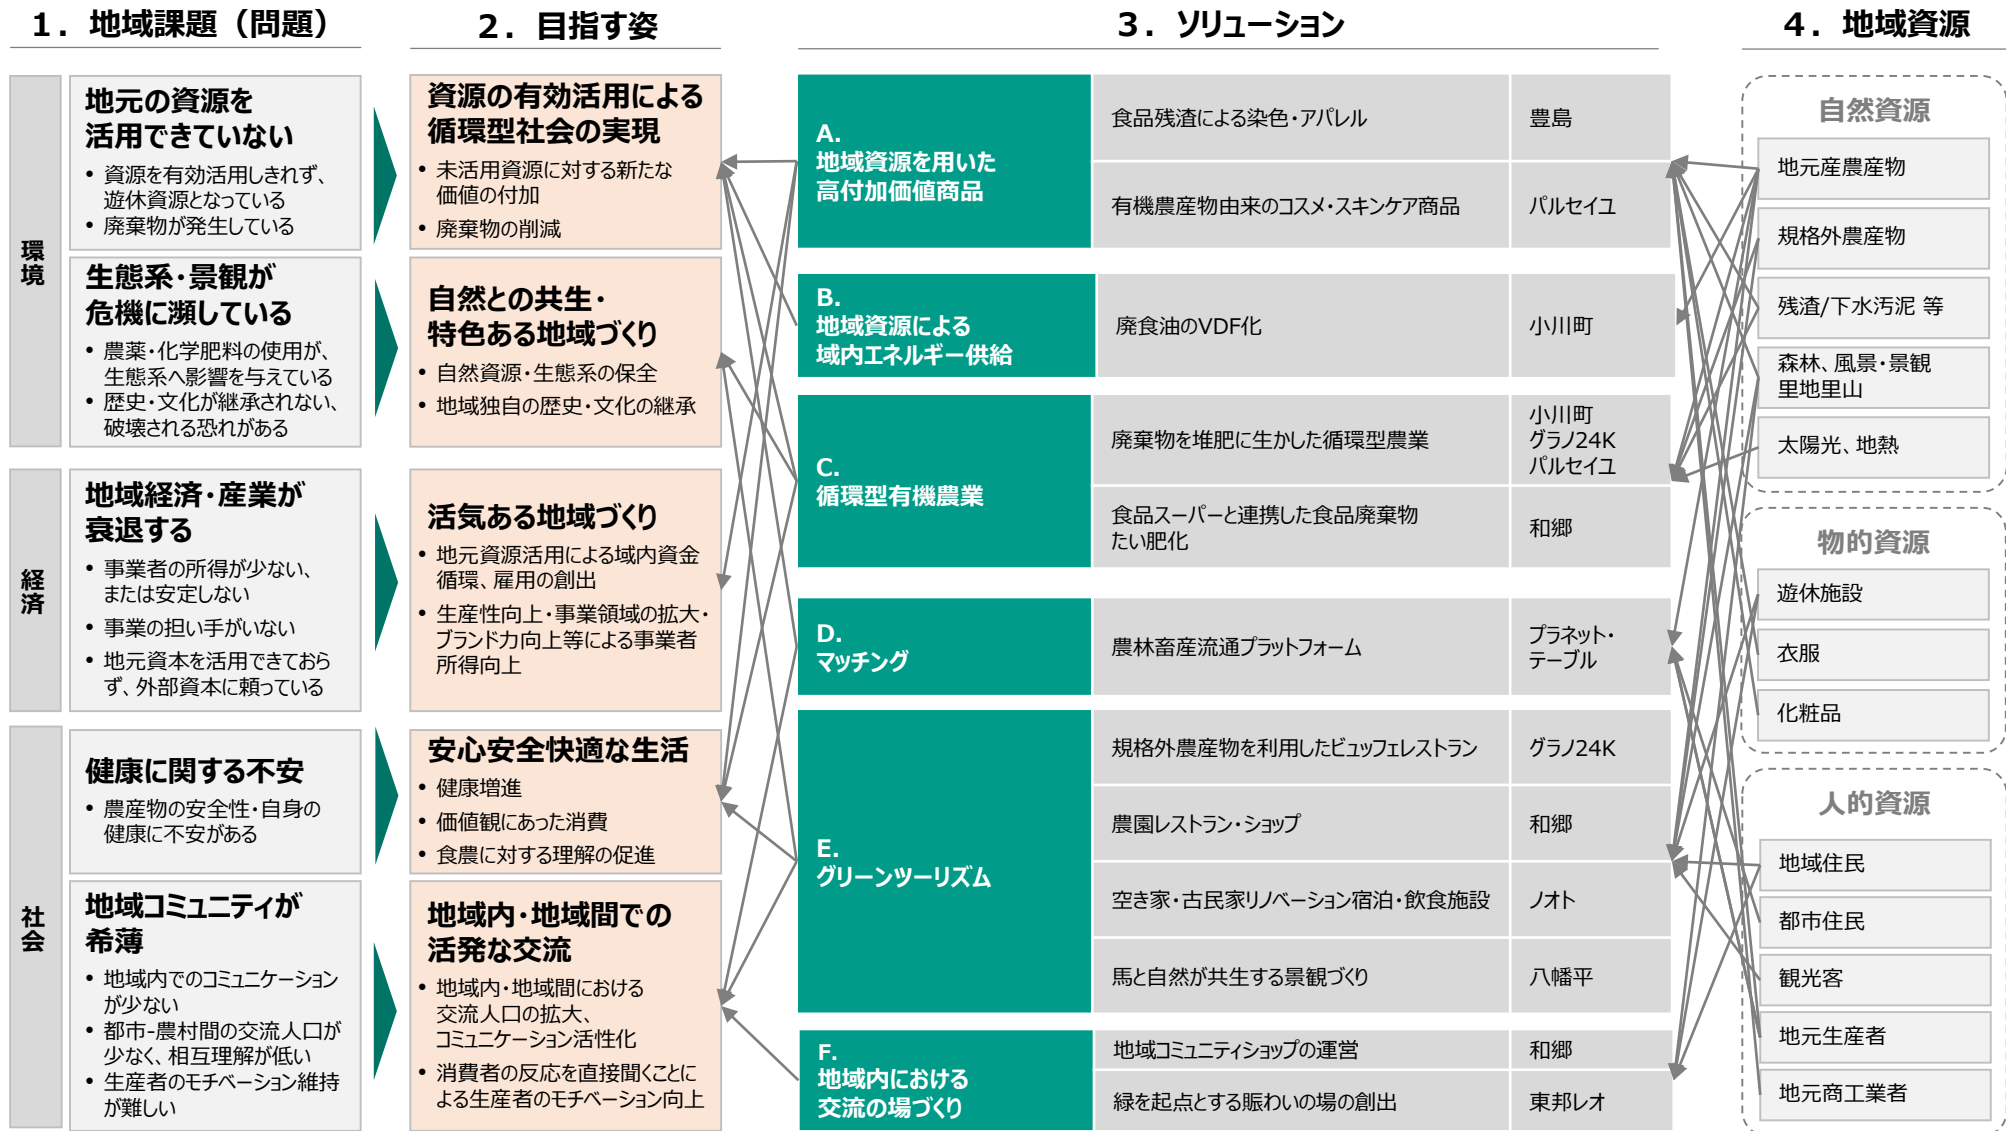 1．地域課題（問題）
2．目指す姿
3．ソリューション
4．地域資源
環境
地元の資源を
活用できていない
• 資源を有効活用しきれず、
遊休資源となっている
• 廃棄物が発生している
生態系・景観が
危機に瀕している
• 農薬・化学肥料の使用が、
生態系へ影響を与えている
• 歴史・文化が継承されない、
破壊される恐れがある
経済
地域経済・産業が
衰退する
• 事業者の所得が少ない、
または安定しない
• 事業の担い手がいない
• 地元資本を活用できておら
ず、外部資本に頼っている
社会
健康に関する不安
• 農産物の安全性・自身の
健康に不安がある
地域コミュニティが
希薄
• 地域内でのコミュニケーション
が少ない
• 都市-農村間の交流人口が
少なく、相互理解が低い
• 生産者のモチベーション維持
が難しい
資源の有効活用による
循環型社会の実現
• 未活用資源に対する新たな
価値の付加
• 廃棄物の削減
自然との共生・
特色ある地域づくり
• 自然資源・生態系の保全
• 地域独自の歴史・文化の継承
活気ある地域づくり
• 地元資源活用による域内資金
循環、雇用の創出
• 生産性向上・事業領域の拡大・
ブランド力向上等による事業者
所得向上
安心安全快適な生活
• 健康増進
• 価値観にあった消費
• 食農に対する理解の促進
地域内・地域間での
活発な交流
• 地域内・地域間における
交流人口の拡大、
コミュニケーション活性化
• 消費者の反応を直接聞くことに
よる生産者のモチベーション向上
A.
地域資源を用いた
高付加価値商品
食品残渣による染色・アパレル
豊島
有機農産物由来のコスメ・スキンケア商品
パルセイユ
B.
地域資源による
域内エネルギー供給
廃食油のVDF化
小川町
C.
循環型有機農業
廃棄物を堆肥に生かした循環型農業
小川町
グラノ24K
パルセイユ
食品スーパーと連携した食品廃棄物
たい肥化
和郷
D.
マッチング
農林畜産流通プラットフォーム
プラネット・
テーブル
E.
グリーンツーリズム
規格外農産物を利用したビュッフェレストラン
グラノ24K
農園レストラン・ショップ
和郷
空き家・古民家リノベーション宿泊・飲食施設
ノオト
馬と自然が共生する景観づくり
八幡平
F.
地域内における
交流の場づくり
地域コミュニティショップの運営
和郷
緑を起点とする賑わいの場の創出
東邦レオ
自然資源
地元産農産物
規格外農産物
残渣/下水汚泥 等
森林、風景・景観
里地里山
太陽光、地熱
物的資源
遊休施設
衣服
化粧品
人的資源
地域住民
都市住民
観光客
地元生産者
地元商工業者